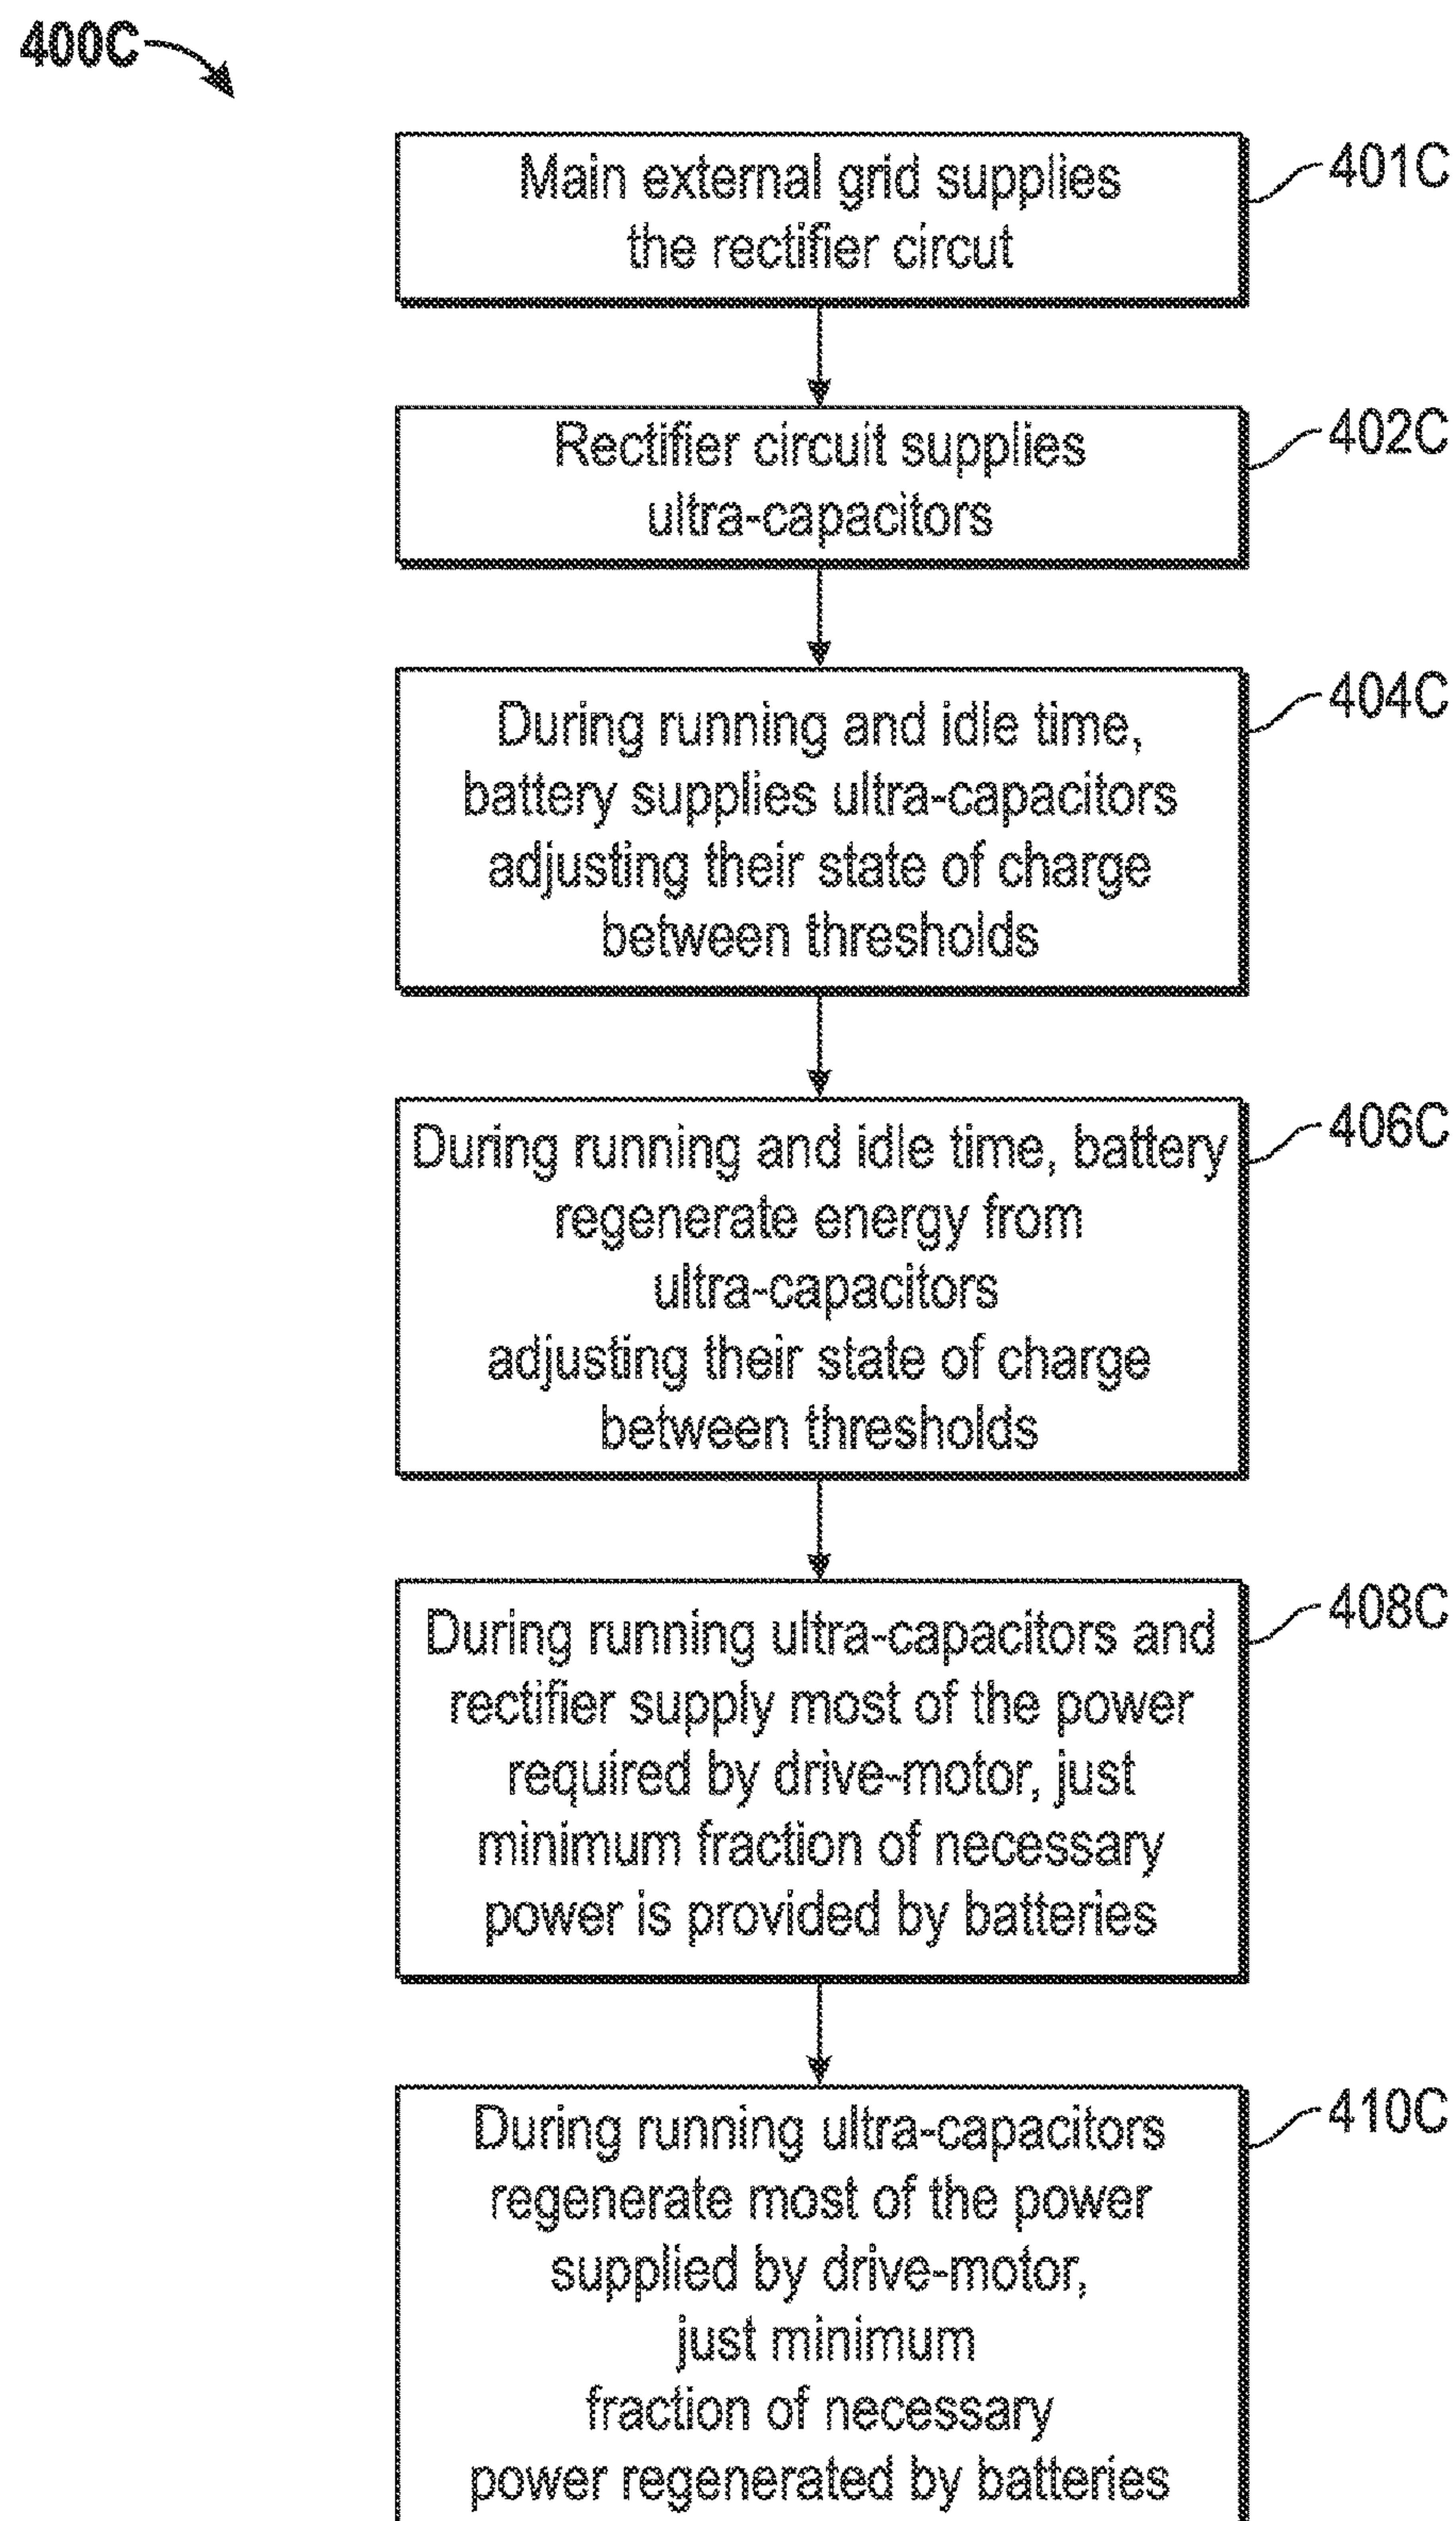 400C
Main external grid supplies
the rectifier circut
401C
Rectifier circuit supplies
ultra-capacitors
402C
During running and idle time,
battery supplies ultra-capacitors
adjusting their state of charge
between thresholds
404C
During running and idle time, battery
regenerate energy from
ultra-capacitors
adjusting their state of charge
between thresholds
406C
During running ultra-capacitors and
rectifier supply most of the power
required by drive-motor, just
minimum fraction of necessary
power is provided by batteries
408C
During running ultra-capacitors
regenerate most of the power
supplied by drive-motor,
just minimum
fraction of necessary
power regenerated by batteries
410C